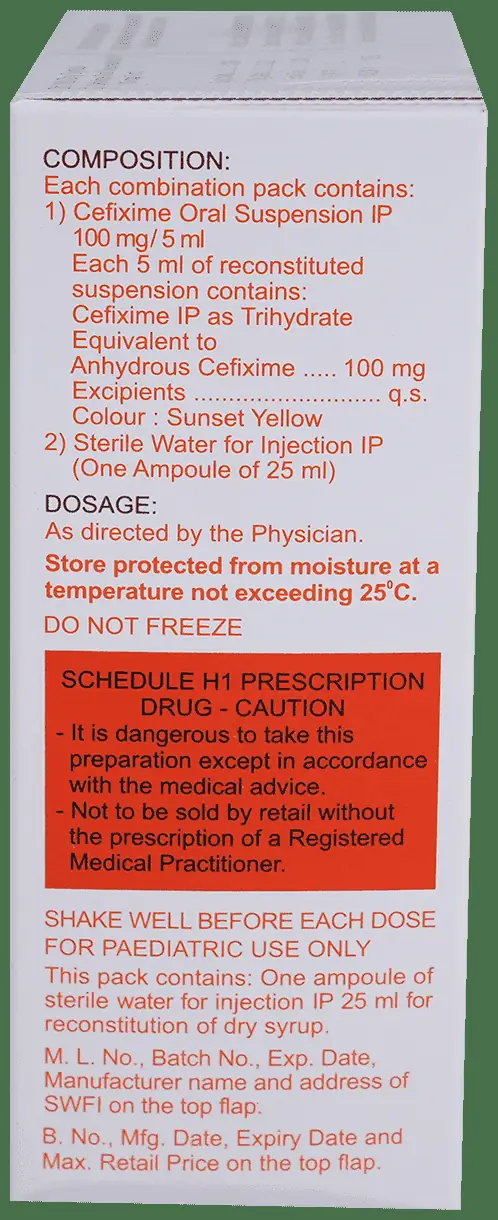 COMPOSITION:
Each combination pack contains:
1) Cefixime Oral Suspension IP
100 mg/ 5 ml
Each 5 ml of reconstituted
suspension contains:
Cefixime IP as Trihydrate
Equivalent to
Anhydrous Cefixime ..... 100 mg
Excipients ........................... q.s.
Colour : Sunset Yellow
2) Sterile Water for Injection IP
(One Ampoule of 25 ml)
DOSAGE:
As directed by the Physician.
Store protected from moisture at a
temperature not exceeding 25⁰C.
DO NOT FREEZE
SCHEDULE H1 PRESCRIPTION
DRUG - CAUTION
- It is dangerous to take this
preparation except in accordance
with the medical advice.
- Not to be sold by retail without
the prescription of a Registered
Medical Practitioner.
SHAKE WELL BEFORE EACH DOSE
FOR PAEDIATRIC USE ONLY
This pack contains: One ampoule of
sterile water for injection IP 25 ml for
reconstitution of dry syrup.
M. L. No., Batch No., Exp. Date,
Manufacturer name and address of
SWFI on the top flap.
B. No., Mfg. Date, Expiry Date and
Max. Retail Price on the top flap.